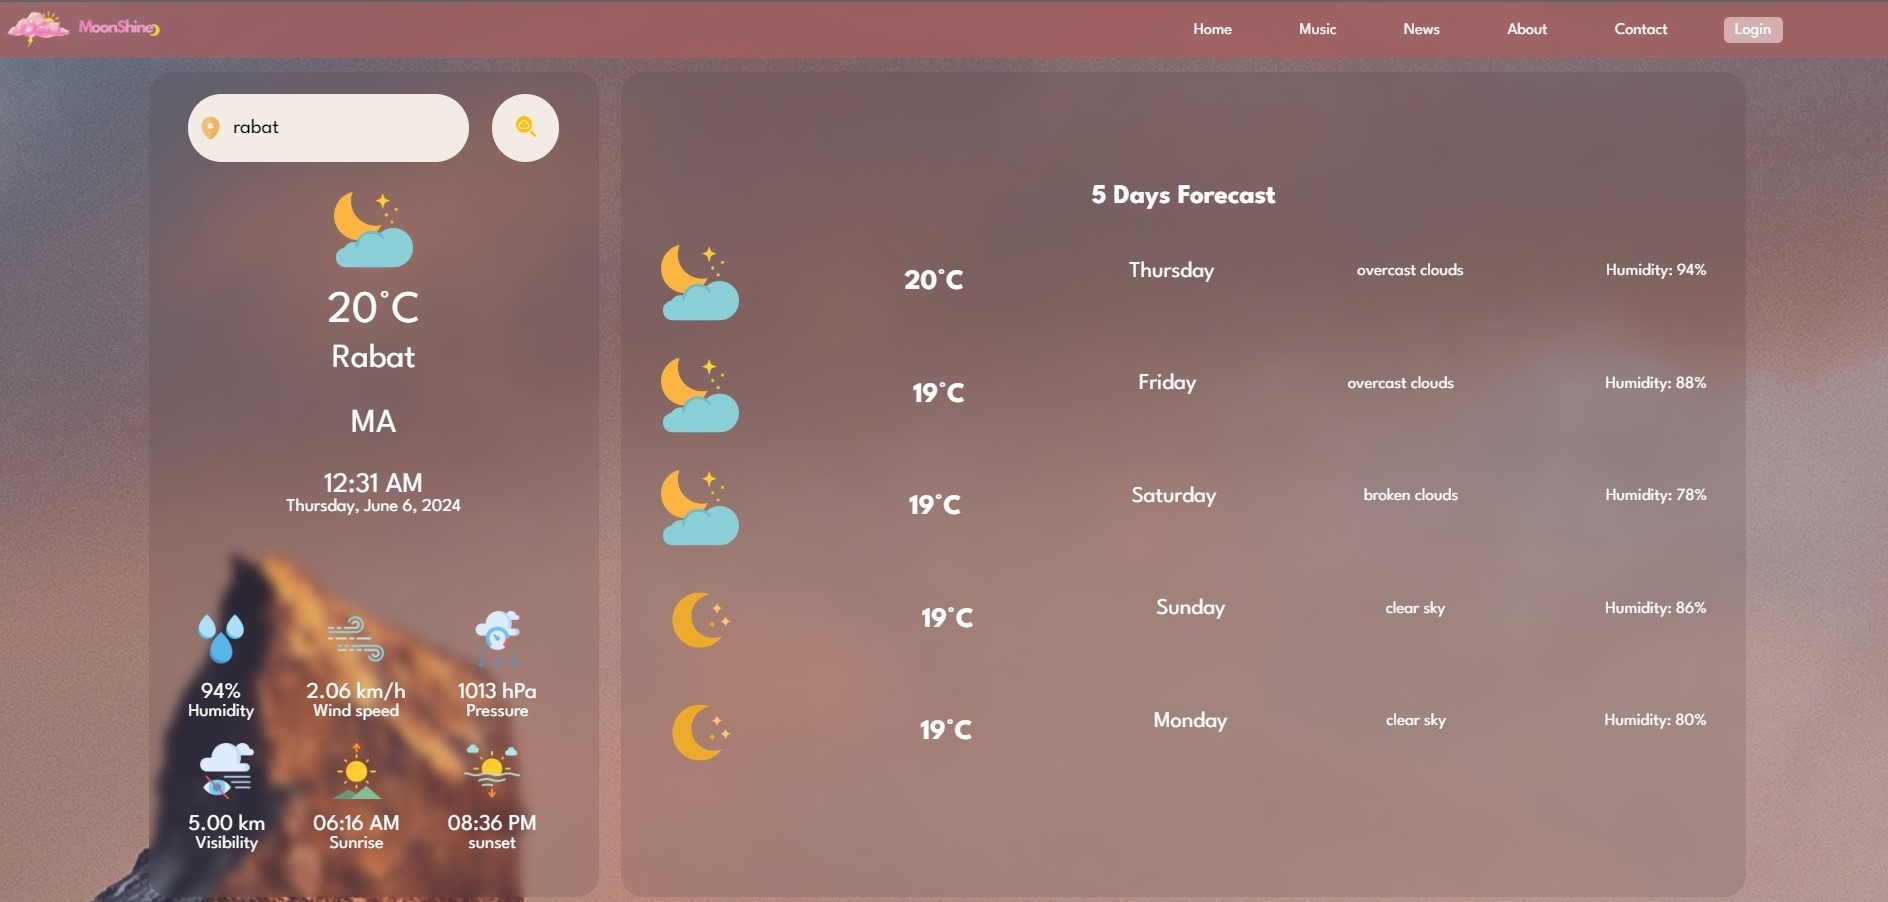 MoonShine
Home Music News About Contact Login
rabat
20°C
Rabat
MA
12:31 AM
Thursday, June 6, 2024
94% 2.06 km/h 1013 hPa
Humidity Wind speed Pressure
5.00 km 06:16 AM 08:36 PM
Visibility Sunrise sunset
5 Days Forecast
20°C Thursday overcast clouds Humidity: 94%
19°C Friday overcast clouds Humidity: 88%
19°C Saturday broken clouds Humidity: 78%
19°C Sunday clear sky Humidity: 86%
19°C Monday clear sky Humidity: 80%